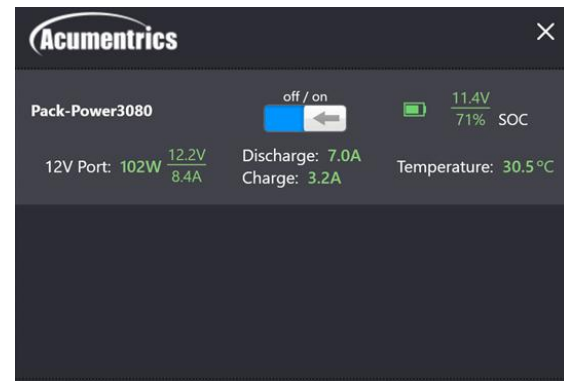 Acumentrics
Pack-Power3080
off / on
11.4V
71% SOC
12V Port: 102W 12.2V
8.4A
Discharge: 7.0A
Charge: 3.2A
Temperature: 30.5°C